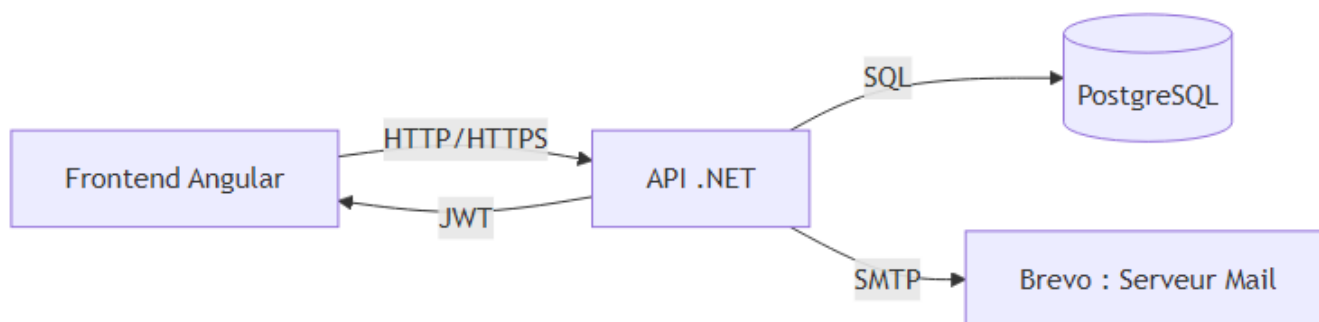 Frontend Angular
HTTP/HTTPS
JWT
API .NET
SQL
PostgreSQL
SMTP
Brevo : Serveur Mail